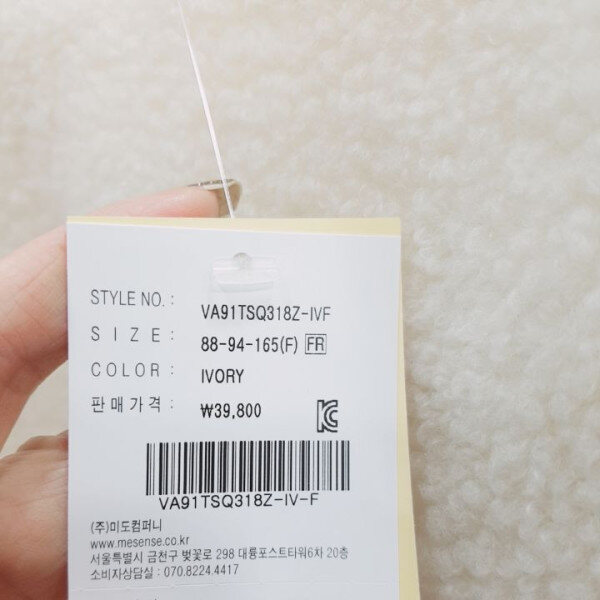 STYLE NO. : VA91TSQ318Z-IVF
SIZE : 88-94-165(F) FR
COLOR : IVORY
판매가격 : ₩39,800
VA91TSQ318Z-IV-F
(주)미도컴퍼니
www.mesense.co.kr
서울특별시 금천구 벚꽃로 298 대륭포스트타워6차 20층
소비자상담실 : 070.8224.4417